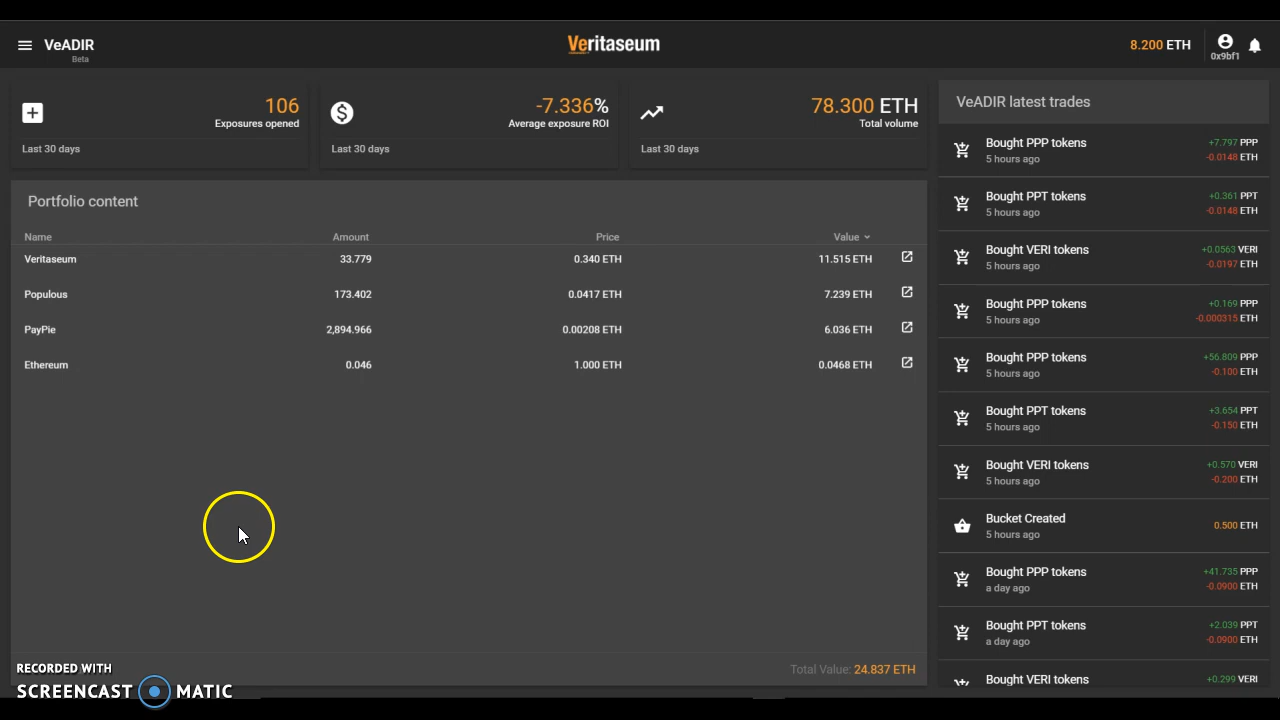 VeADIR
Beta
Veritaseum
8.200 ETH
0x9bf1
106
Exposures opened
Last 30 days
-7.336%
Average exposure ROI
Last 30 days
78.300 ETH
Total volume
Last 30 days
Portfolio content
Name Amount Price Value
Veritaseum 33.779 0.340 ETH 11.515 ETH
Populous 173.402 0.0417 ETH 7.239 ETH
PayPie 2,894.966 0.00208 ETH 6.036 ETH
Ethereum 0.046 1.000 ETH 0.0468 ETH
Total Value: 24.837 ETH
VeADIR latest trades
Bought PPP tokens +7.797 PPP
5 hours ago -0.0148 ETH
Bought PPT tokens +0.361 PPT
5 hours ago -0.0148 ETH
Bought VERI tokens +0.0563 VERI
5 hours ago -0.0197 ETH
Bought PPP tokens +0.169 PPP
5 hours ago -0.000315 ETH
Bought PPP tokens +56.809 PPP
5 hours ago -0.100 ETH
Bought PPT tokens +3.654 PPT
5 hours ago -0.150 ETH
Bought VERI tokens +0.570 VERI
5 hours ago -0.200 ETH
Bucket Created 0.500 ETH
5 hours ago
Bought PPP tokens +41.735 PPP
a day ago -0.0900 ETH
Bought PPT tokens +2.039 PPT
a day ago -0.0900 ETH
Bought VERI tokens +0.299 VERI
RECORDED WITH
SCREENCAST MATIC